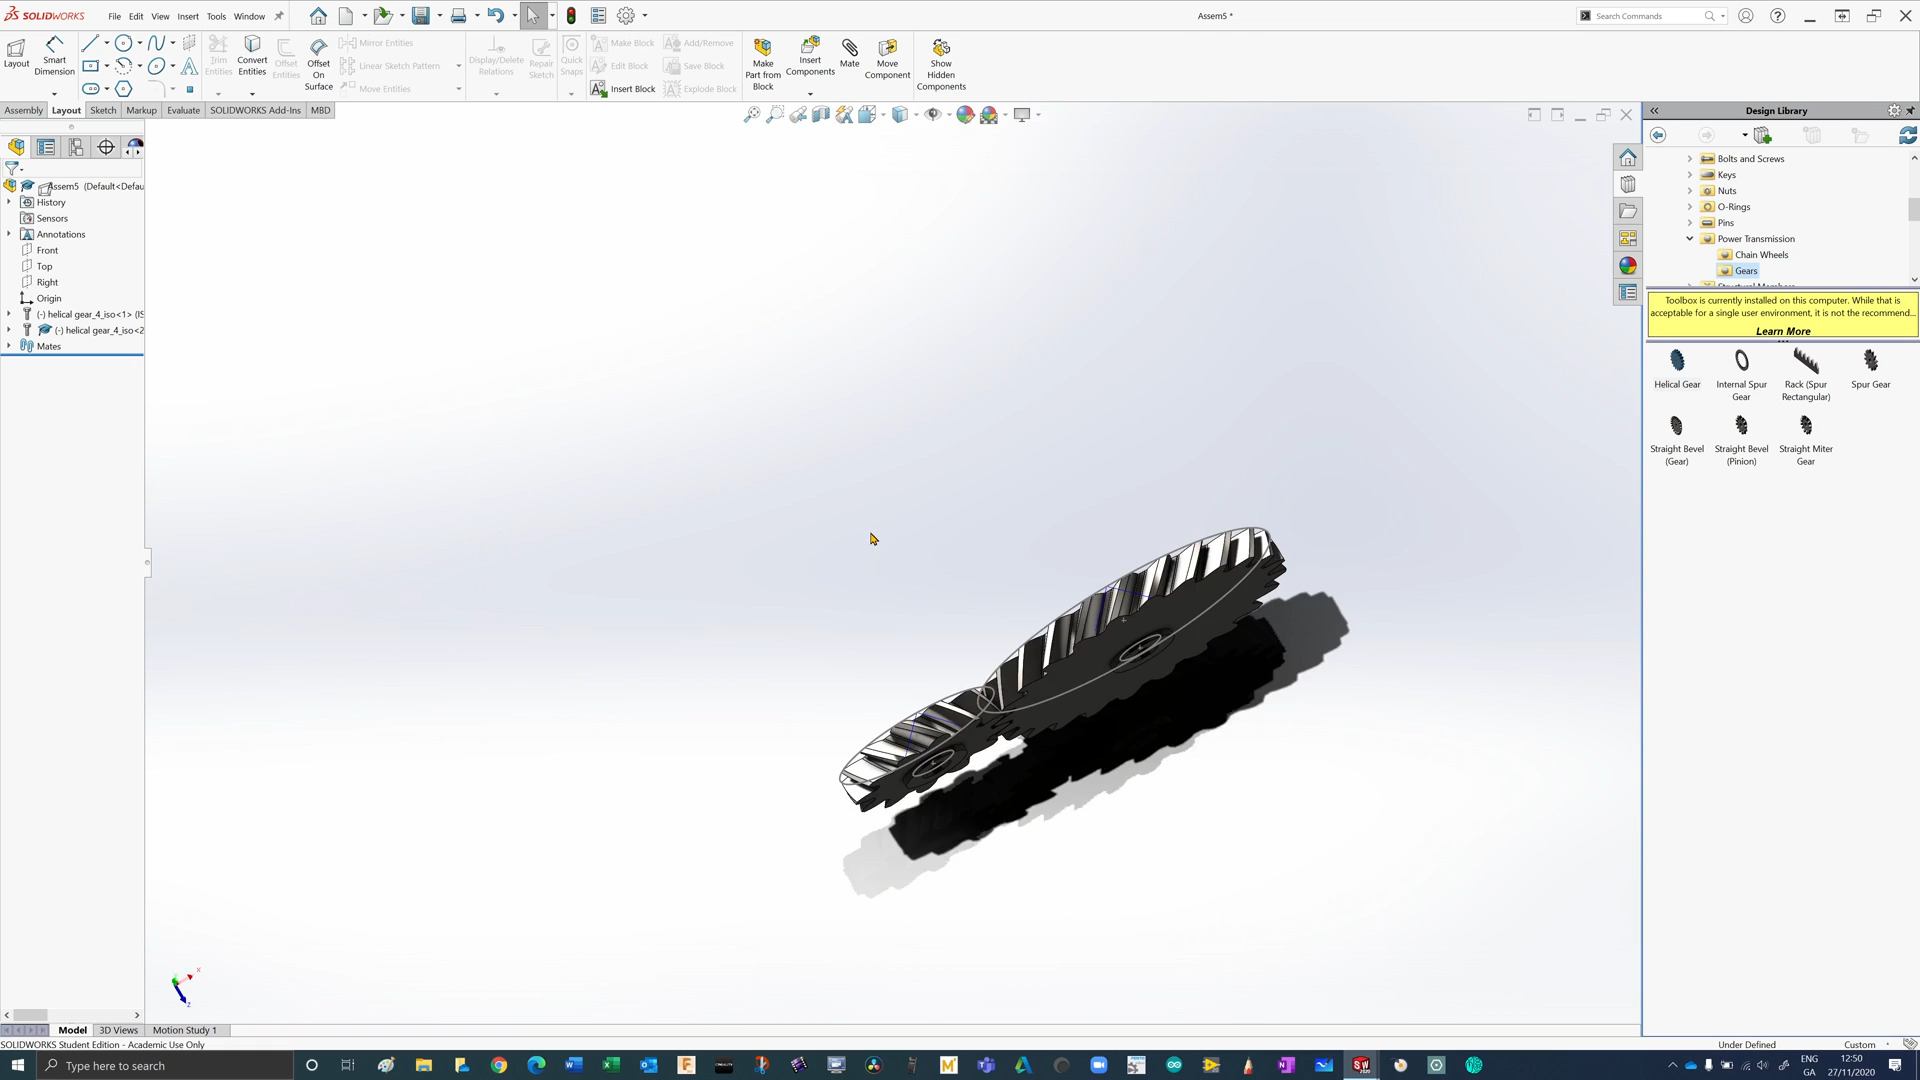 SOLIDWORKS File Edit View Insert Tools Window
Assem5 *
Search Commands
Layout
Smart Dimension
Trim Entities
Convert Entities
Offset Entities
Offset On Surface
Mirror Entities
Linear Sketch Pattern
Move Entities
Display/Delete Relations
Repair Sketch
Quick Snaps
Make Block
Edit Block
Insert Block
Add/Remove
Save Block
Explode Block
Make Part from Block
Insert Components
Mate
Move Component
Show Hidden Components
Assembly Layout Sketch Markup Evaluate SOLIDWORKS Add-Ins MBD
Assem5 (Default<Defau
History
Sensors
Annotations
Front
Top
Right
Origin
(-) helical gear_4_iso<1> (IS
(-) helical gear_4_iso<2
Mates
Design Library
Bolts and Screws
Keys
Nuts
O-Rings
Pins
Power Transmission
Chain Wheels
Gears
Toolbox is currently installed on this computer. While that is
acceptable for a single user environment, it is not the recommend...
Learn More
Helical Gear
Internal Spur Gear
Rack (Spur Rectangular)
Spur Gear
Straight Bevel (Gear)
Straight Bevel (Pinion)
Straight Miter Gear
x
z
Model 3D Views Motion Study 1
SOLIDWORKS Student Edition - Academic Use Only
Under Defined
Custom
Type here to search
ENG
GA
12:50
27/11/2020